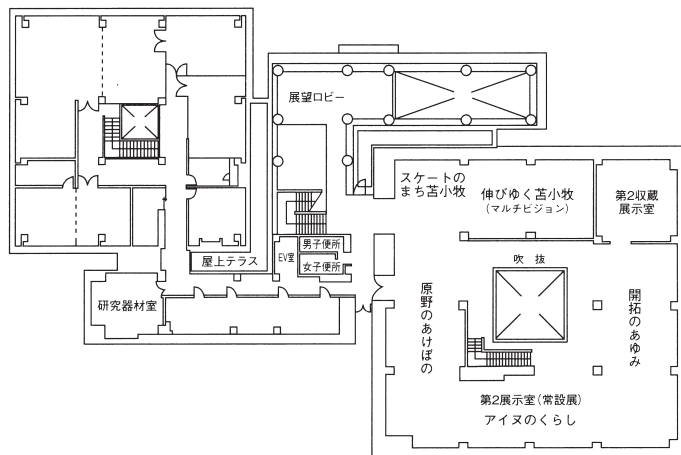 展望ロビー
スケートの
まち苫小牧
伸びゆく苫小牧
(マルチビジョン)
第2収蔵
展示室
男子便所
EV室
女子便所
屋上テラス
吹抜
研究器材室
原野のあけぼの
開拓のあゆみ
第2展示室(常設展)
アイヌのくらし